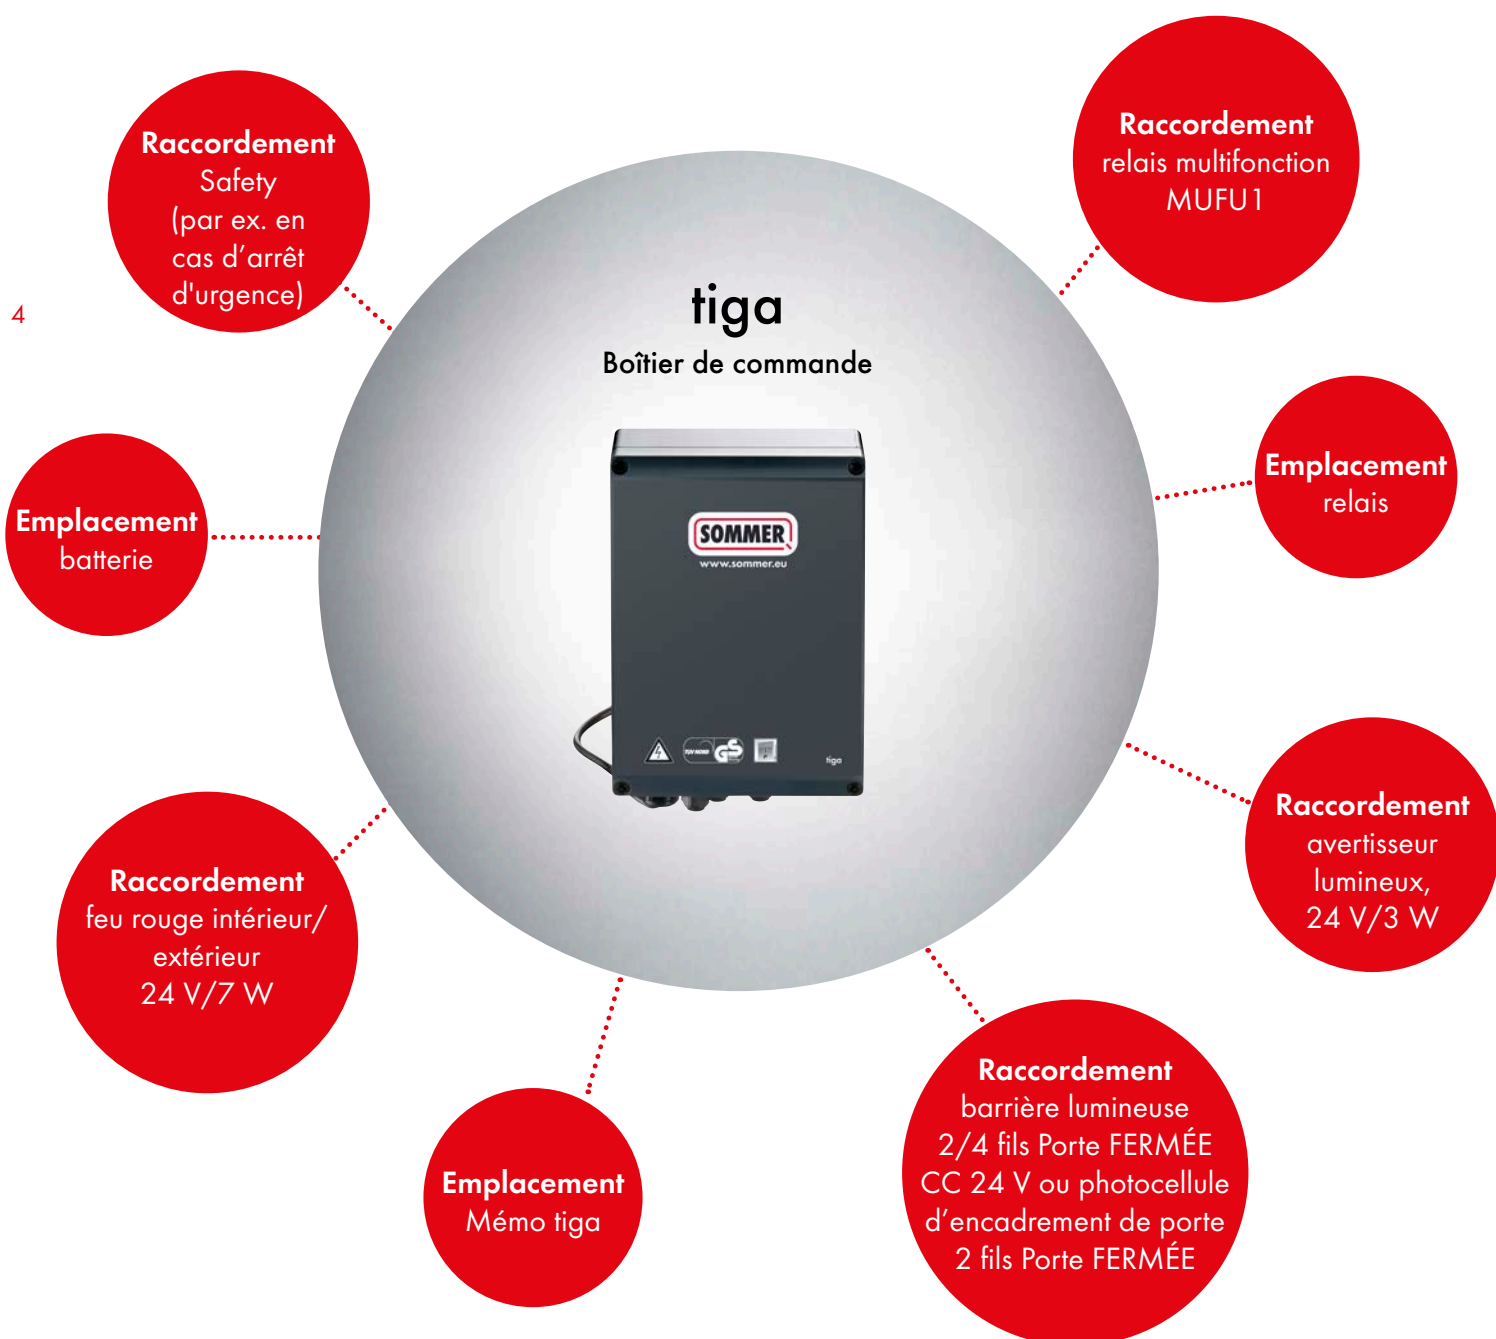 Raccordement
Safety
(par ex. en
cas d’arrêt
d'urgence)
Raccordement
relais multifonction
MUFU1
4
tiga
Boîtier de commande
Emplacement
batterie
Emplacement
relais
SOMMER
www.sommer.eu
TÜV NORD
GS
tiga
Raccordement
avertisseur
lumineux,
24 V/3 W
Raccordement
feu rouge intérieur/
extérieur
24 V/7 W
Raccordement
barrière lumineuse
2/4 fils Porte FERMÉE
CC 24 V ou photocellule
d’encadrement de porte
2 fils Porte FERMÉE
Emplacement
Mémo tiga